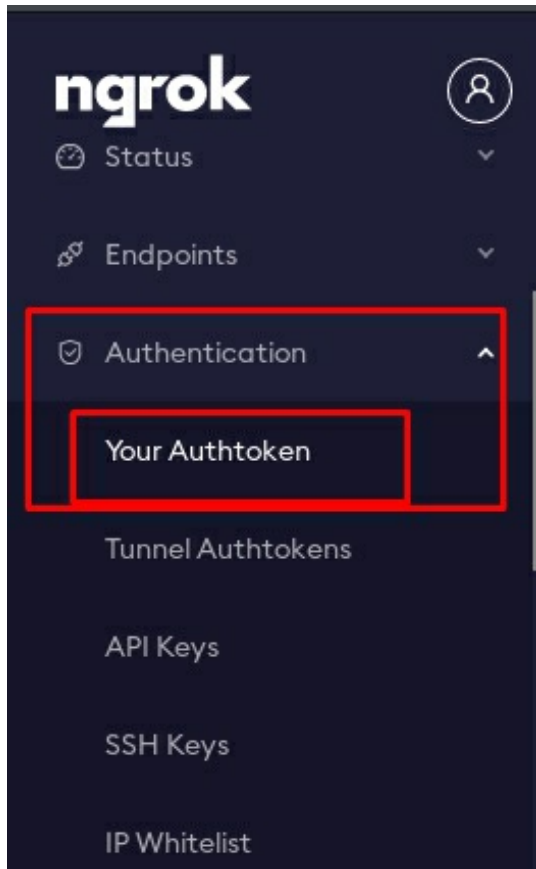 ngrok
Status
Endpoints
Authentication
Your Authtoken
Tunnel Authtokens
API Keys
SSH Keys
IP Whitelist